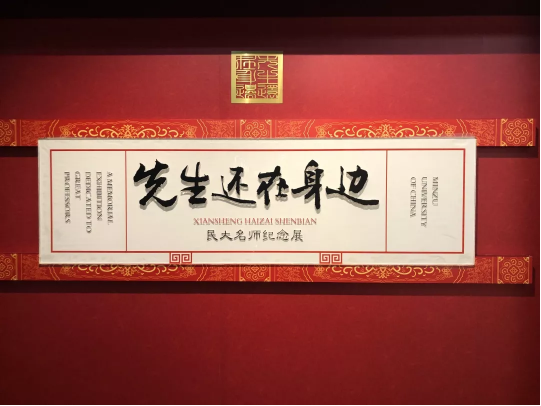 先生还在身边
XIANSHENG HAIZAI SHENBIAN
民大名师纪念展
A MEMORIAL
EXHIBITION
DEDICATED TO
GREAT
PROFESSORS
MINZU
UNIVERSITY
OF CHINA